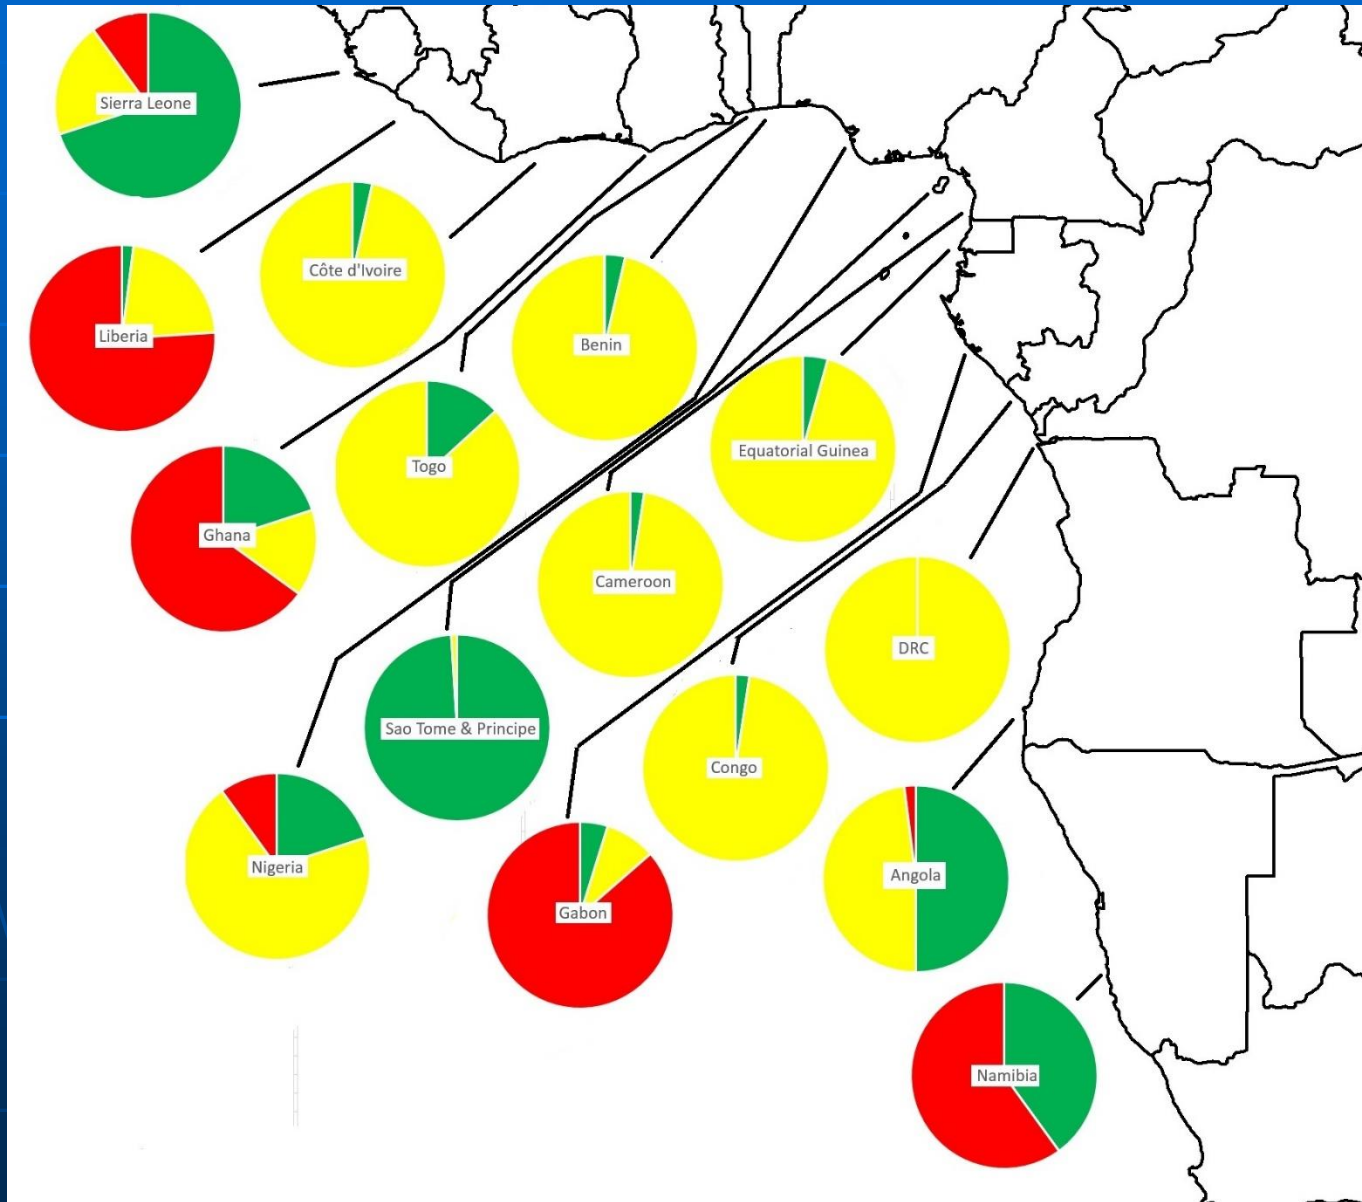 Sierra Leone
Côte d'Ivoire
Liberia
Benin
Togo
Equatorial Guinea
Ghana
Cameroon
DRC
Sao Tome & Principe
Congo
Nigeria
Gabon
Angola
Namibia